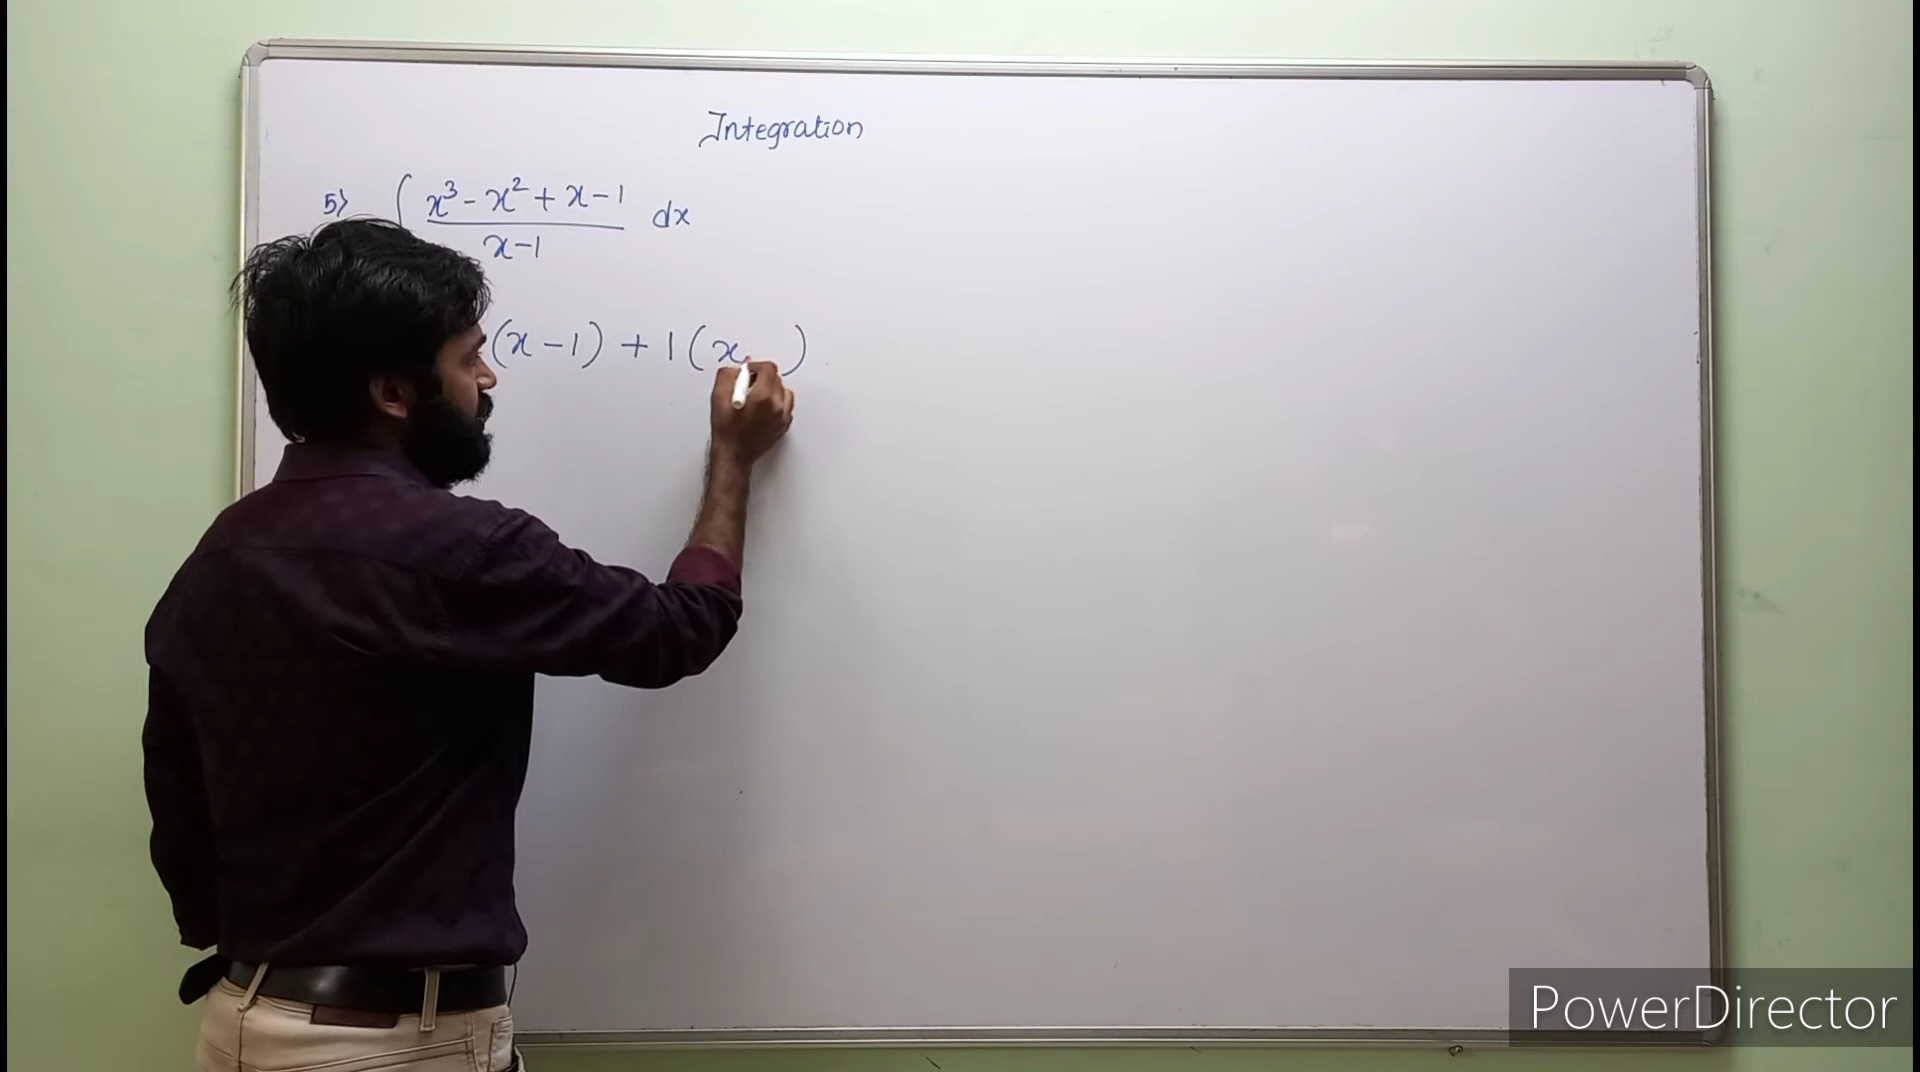 Integration
5) ∫ x³ - x² + x - 1 / x - 1 dx
(x - 1) + 1 (x )
PowerDirector